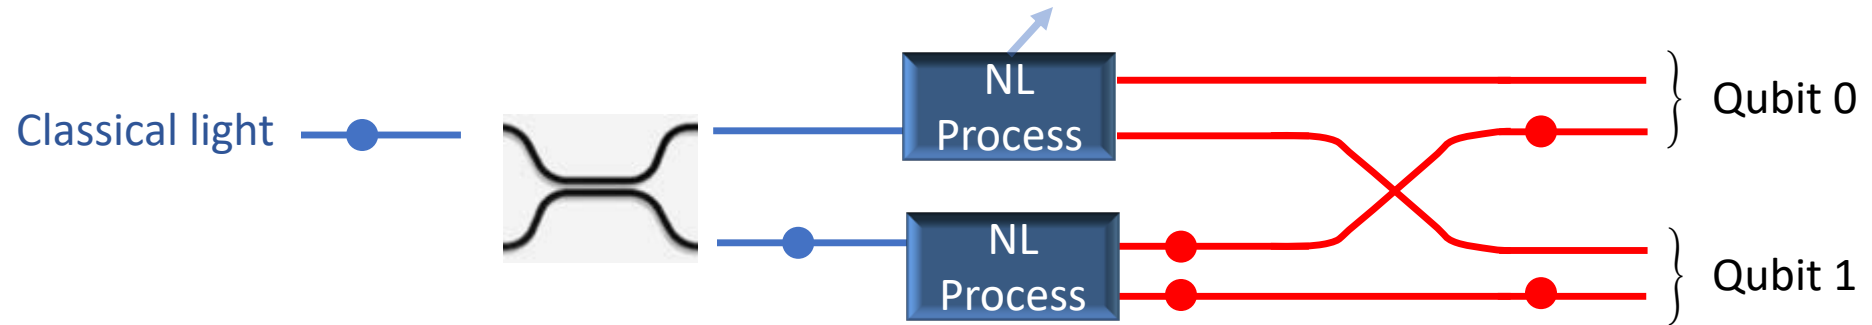 Classical light
NL
Process
NL
Process
Qubit 0
Qubit 1